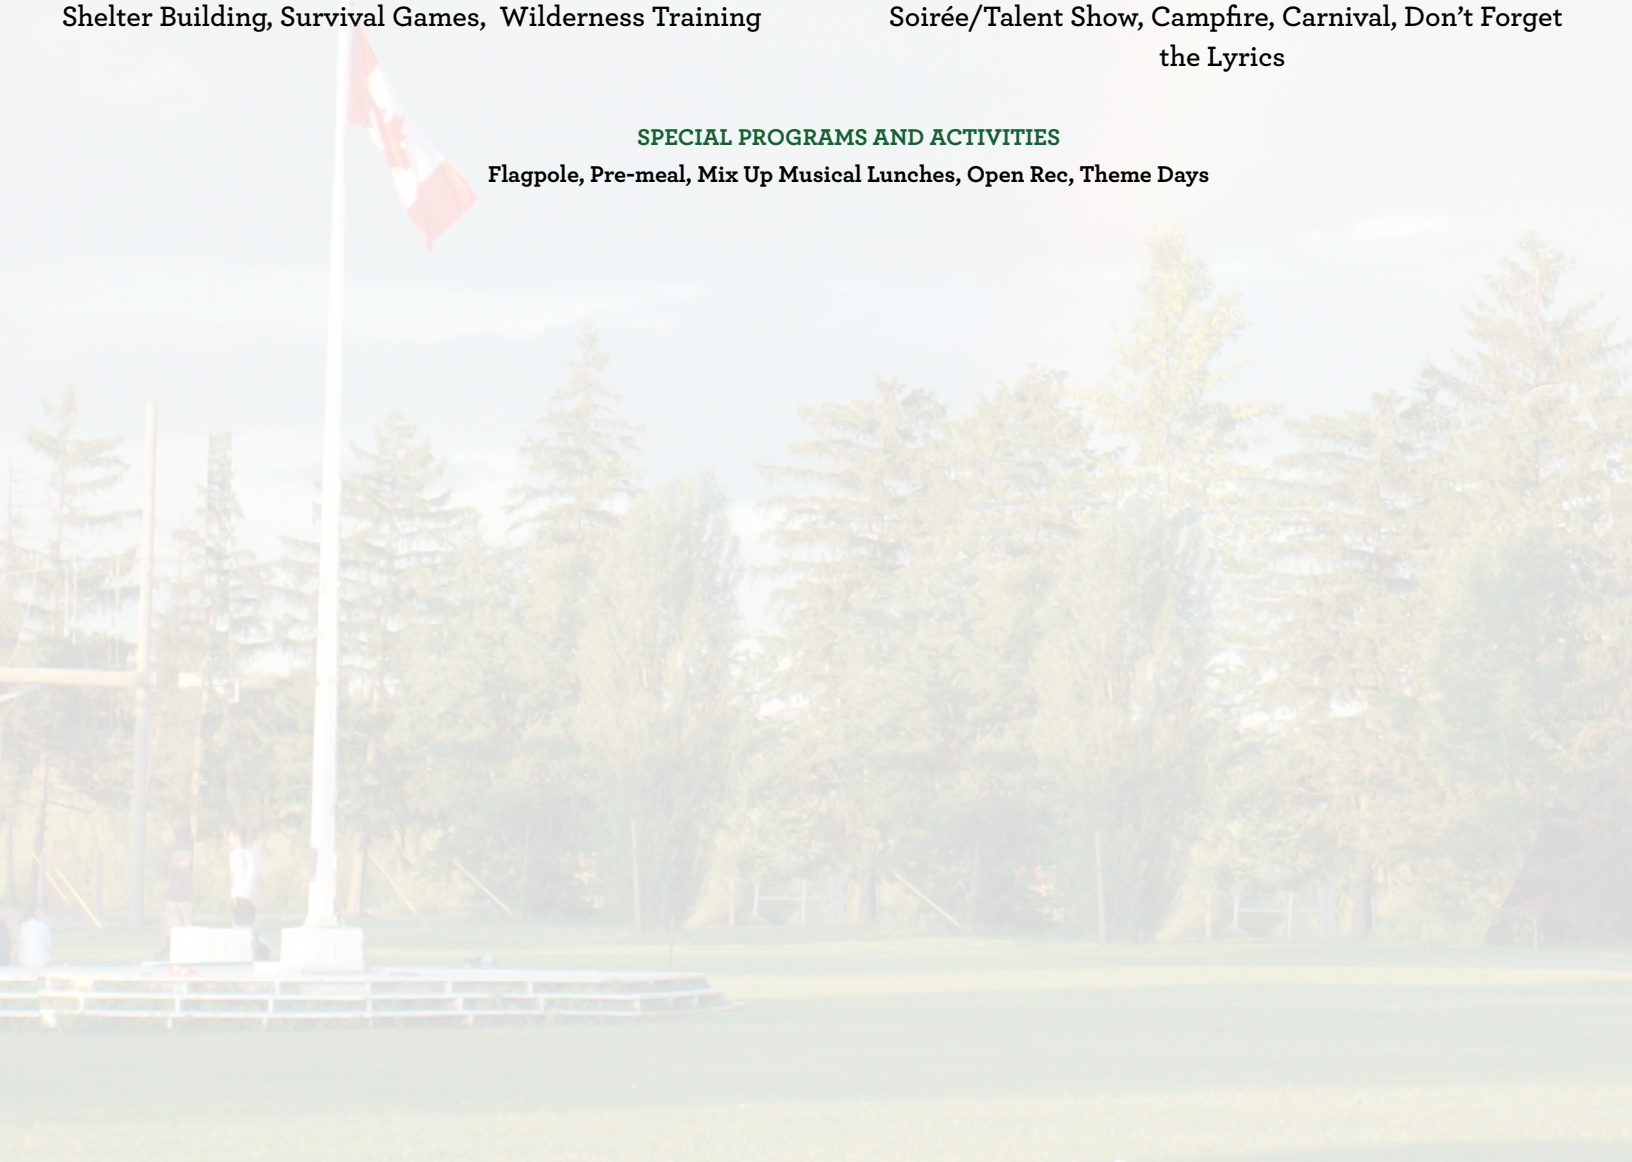 Shelter Building, Survival Games,  Wilderness Training
Soirée/Talent Show, Campfire, Carnival, Don’t Forget
the Lyrics
SPECIAL PROGRAMS AND ACTIVITIES
Flagpole, Pre-meal, Mix Up Musical Lunches, Open Rec, Theme Days